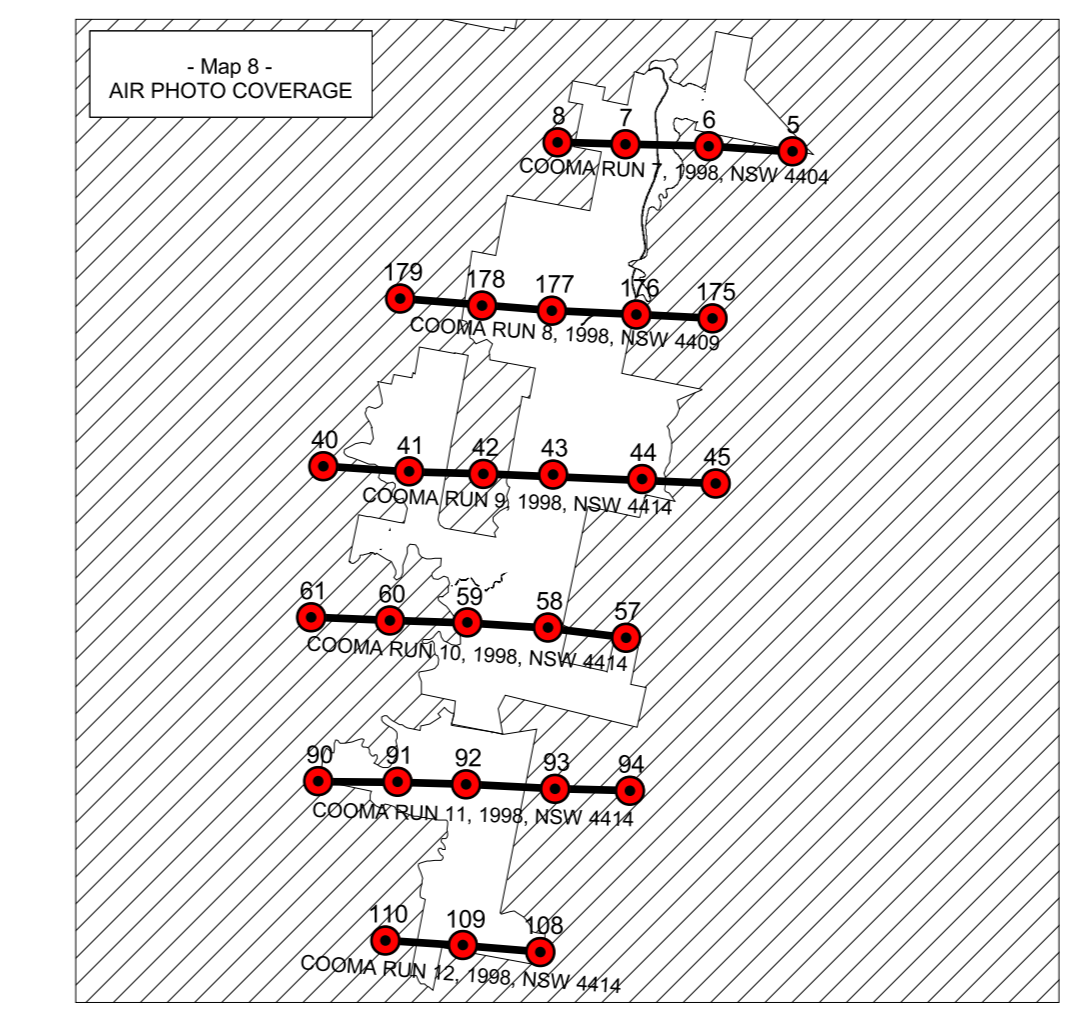 - Map 8 -
AIR PHOTO COVERAGE
8 7 6 5
COOMA RUN 7, 1998, NSW 4404
179 178 177 176 175
COOMA RUN 8, 1998, NSW 4409
40 41 42 43 44 45
COOMA RUN 9, 1998, NSW 4414
61 60 59 58 57
COOMA RUN 10, 1998, NSW 4414
90 91 92 93 94
COOMA RUN 11, 1998, NSW 4414
110 109 108
COOMA RUN 12, 1998, NSW 4414